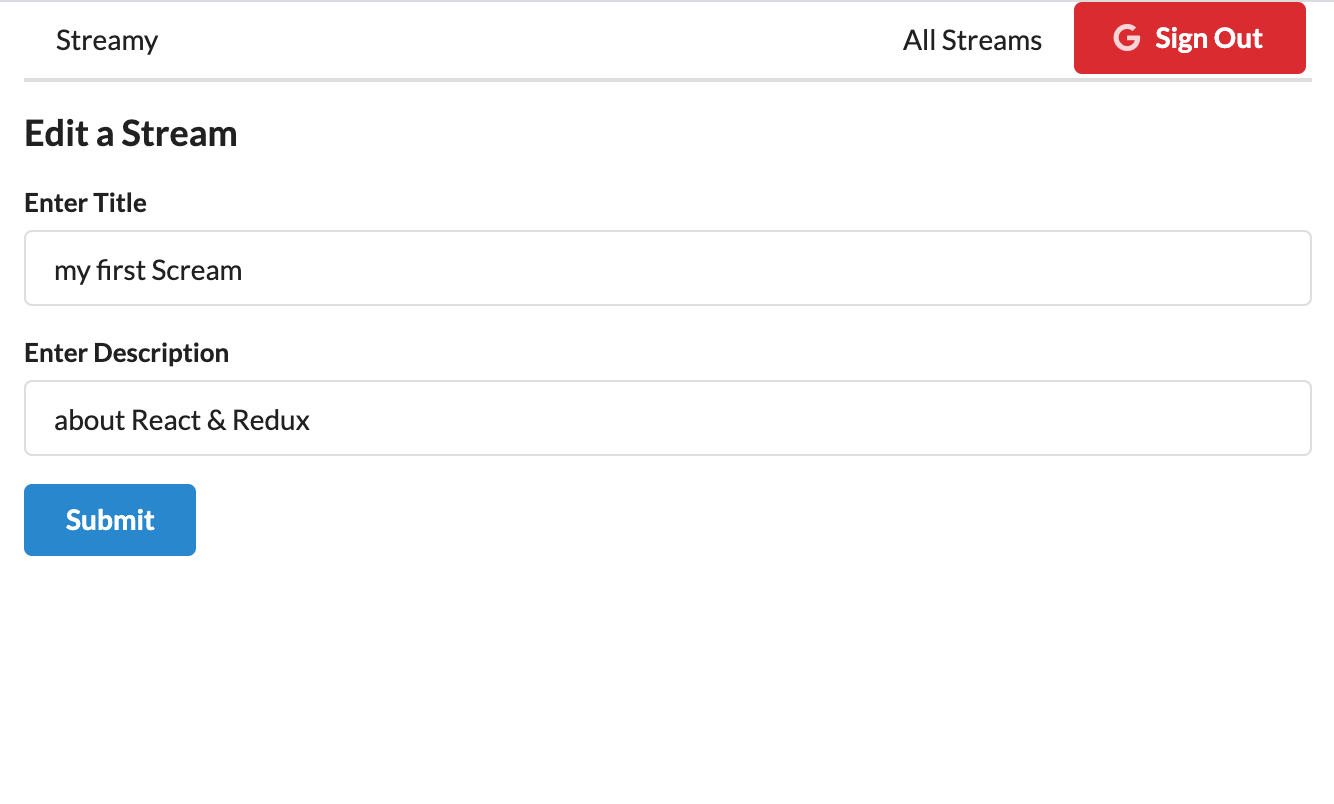 Streamy All Streams Sign Out
Edit a Stream
Enter Title
my first Scream
Enter Description
about React & Redux
Submit